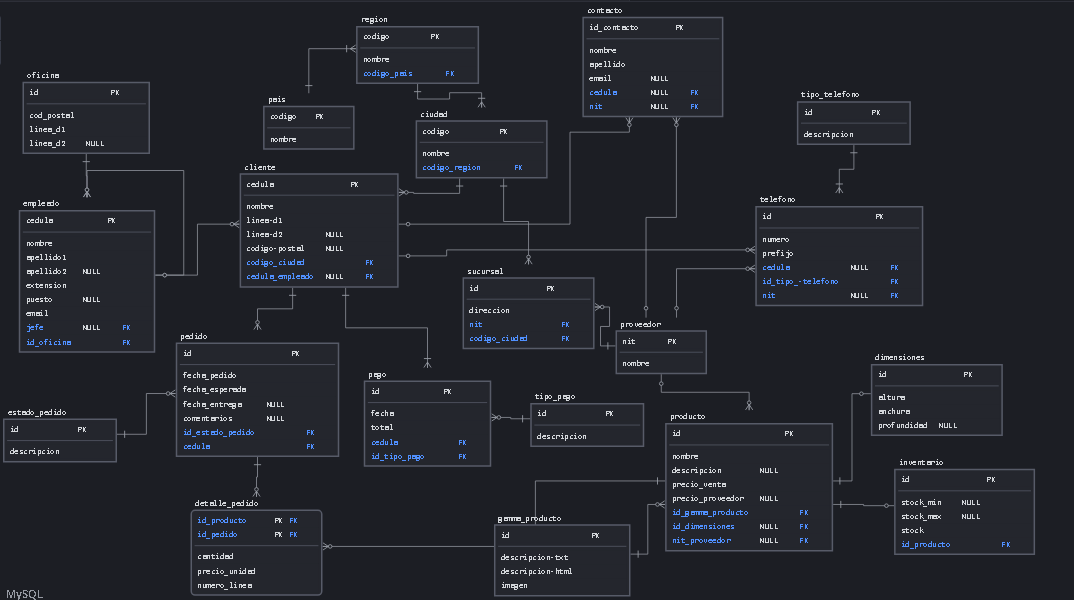 contacto
id_contacto PK
nombre
apellido
email NULL
cedula NULL FK
nit NULL FK
region
codigo PK
nombre
codigo_pais FK
oficina
id PK
cod_postal
linea_d1
linea_d2 NULL
pais
codigo PK
nombre
ciudad
codigo PK
nombre
codigo_region FK
tipo_telefono
id PK
descripcion
cliente
cedula PK
nombre
linea-d1
linea-d2 NULL
codigo-postal NULL
codigo_ciudad FK
cedula_empleado NULL FK
empleado
cedula PK
nombre
apellido1
apellido2 NULL
extension
puesto NULL
email
jefe NULL FK
id_oficina FK
telefono
id PK
numero
prefijo
cedula NULL FK
id_tipo_-telefono FK
nit NULL FK
sucursal
id PK
direccion
nit FK
codigo_ciudad FK
proveedor
nit PK
nombre
pedido
id PK
fecha_pedido
fecha_esperada
fecha_entrega NULL
comentarios NULL
id_estado_pedido FK
cedula FK
dimensiones
id PK
altura
anchura
profundidad NULL
pago
id PK
fecha
total
cedula FK
id_tipo_pago FK
tipo_pago
id PK
descripcion
estado_pedido
id PK
descripcion
producto
id PK
nombre
descripcion NULL
precio_venta
precio_proveedor NULL
id_gamma_producto FK
id_dimensiones NULL FK
nit_proveedor NULL FK
inventario
id PK
stock_min NULL
stock_max NULL
stock
id_producto FK
detalle_pedido
id_producto PK FK
id_pedido PK FK
cantidad
precio_unidad
numero_linea
gamma_producto
id PK
descripcion-txt
descripcion-html
imagen
MySQL